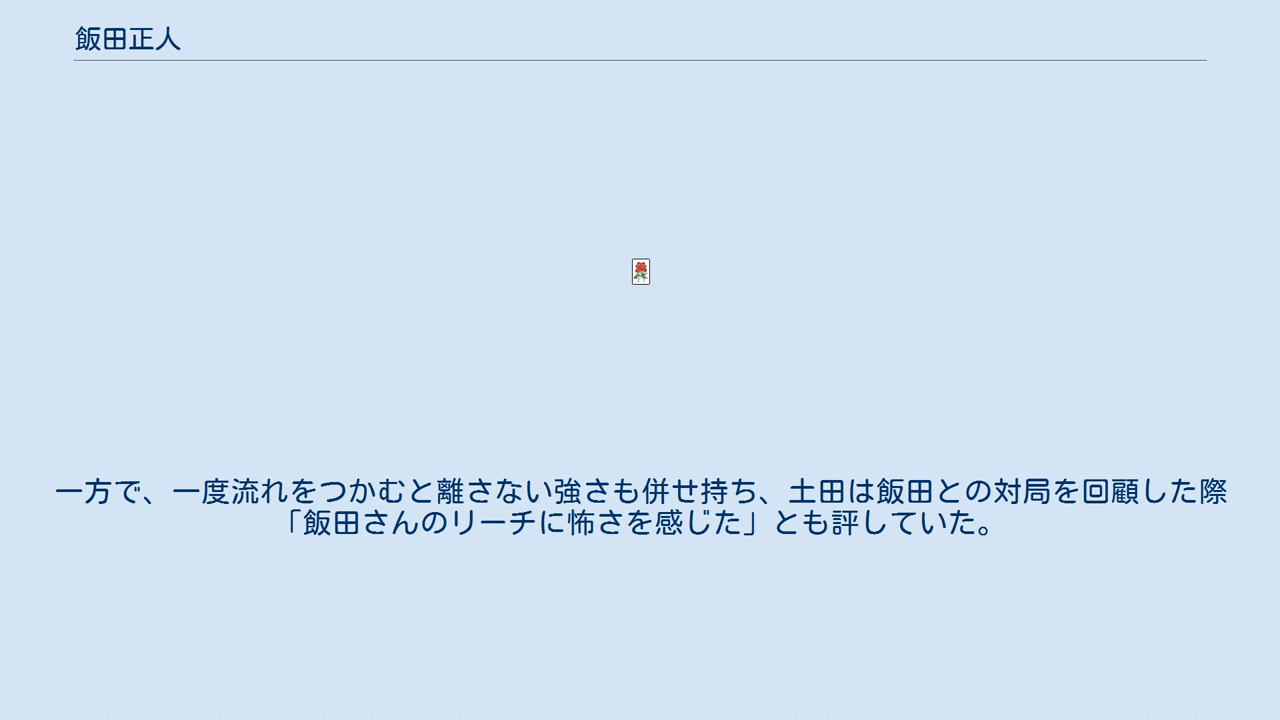 飯田正人
一方で、一度流れをつかむと離さない強さも併せ持ち、土田は飯田との対局を回顧した際
「飯田さんのリーチに怖さを感じた」とも評していた。